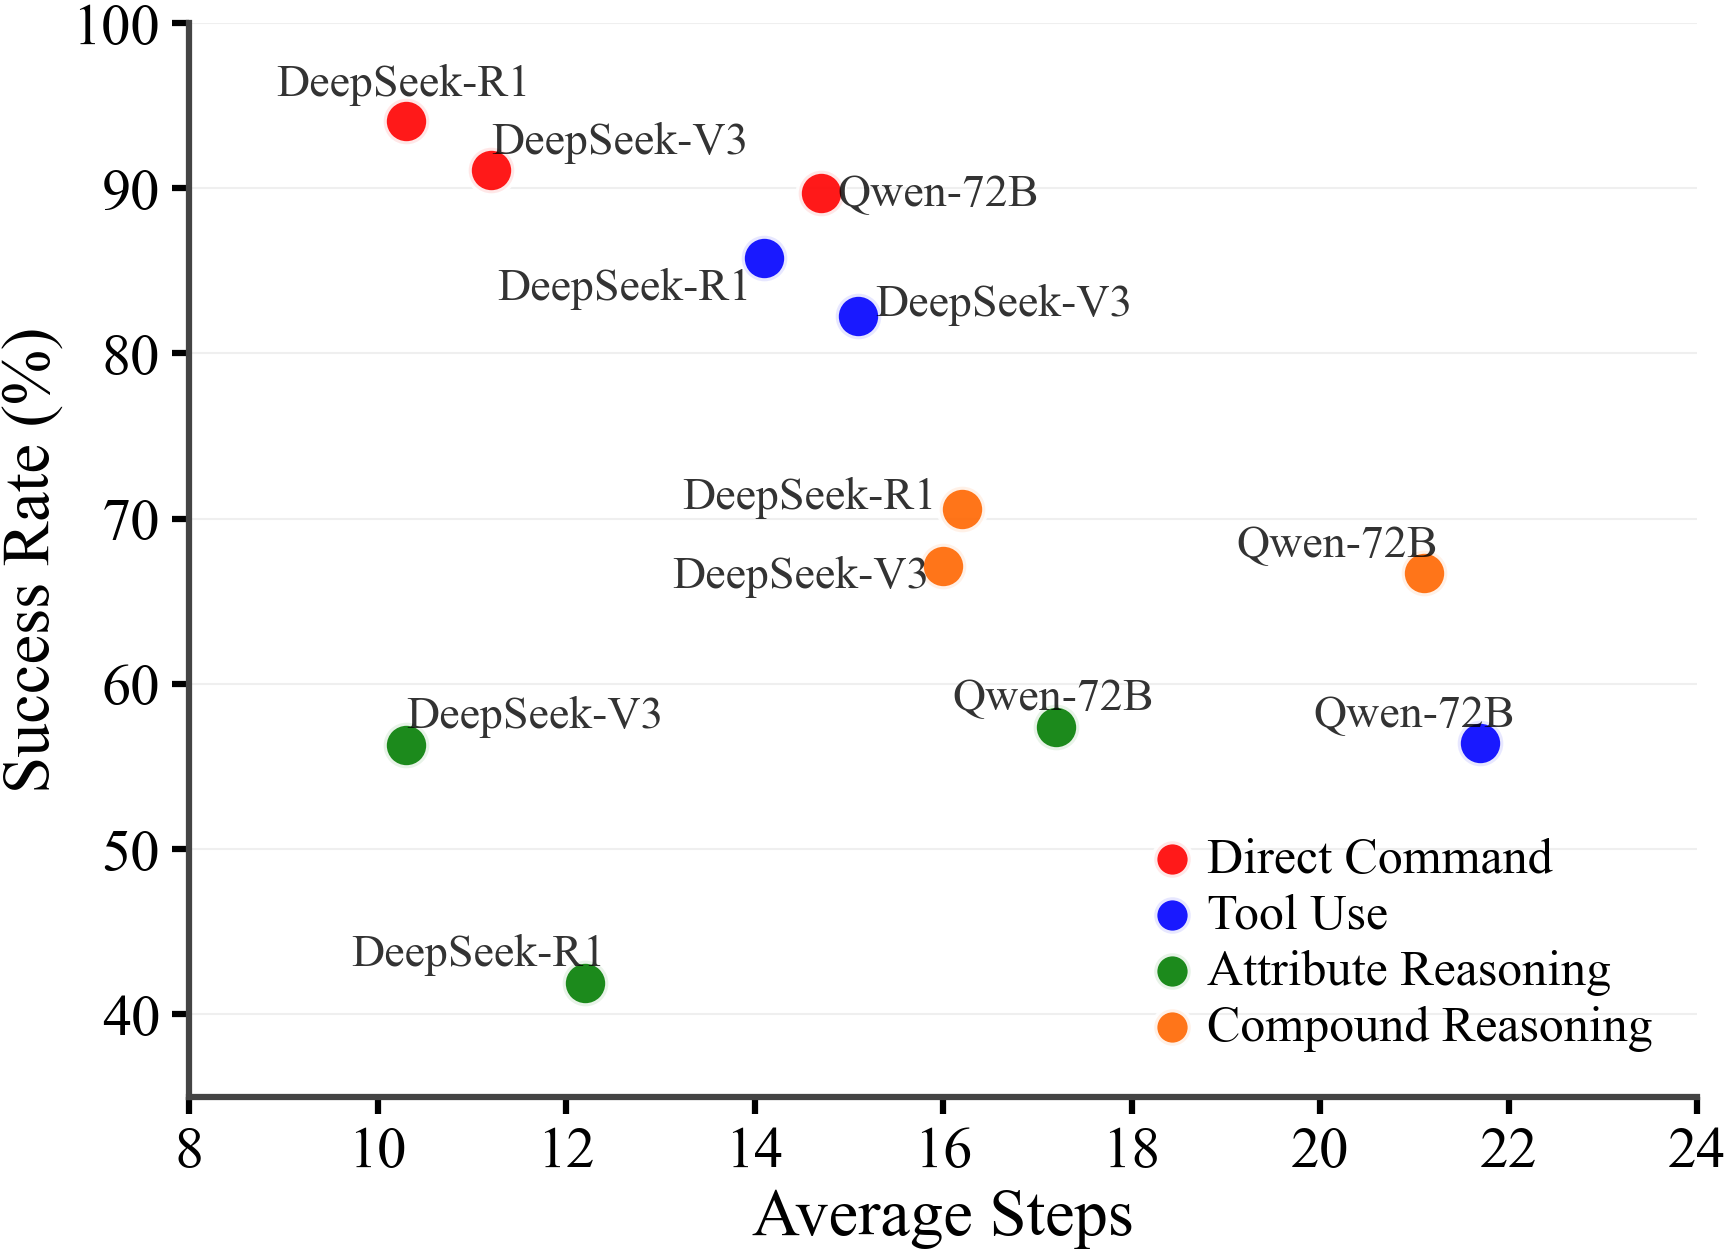 100
90
80
70
60
50
40
Success Rate (%)
DeepSeek-R1
DeepSeek-V3
Qwen-72B
DeepSeek-R1
DeepSeek-V3
DeepSeek-R1
DeepSeek-V3
Qwen-72B
DeepSeek-V3
Qwen-72B
Qwen-72B
DeepSeek-R1
Direct Command
Tool Use
Attribute Reasoning
Compound Reasoning
8 10 12 14 16 18 20 22 24
Average Steps